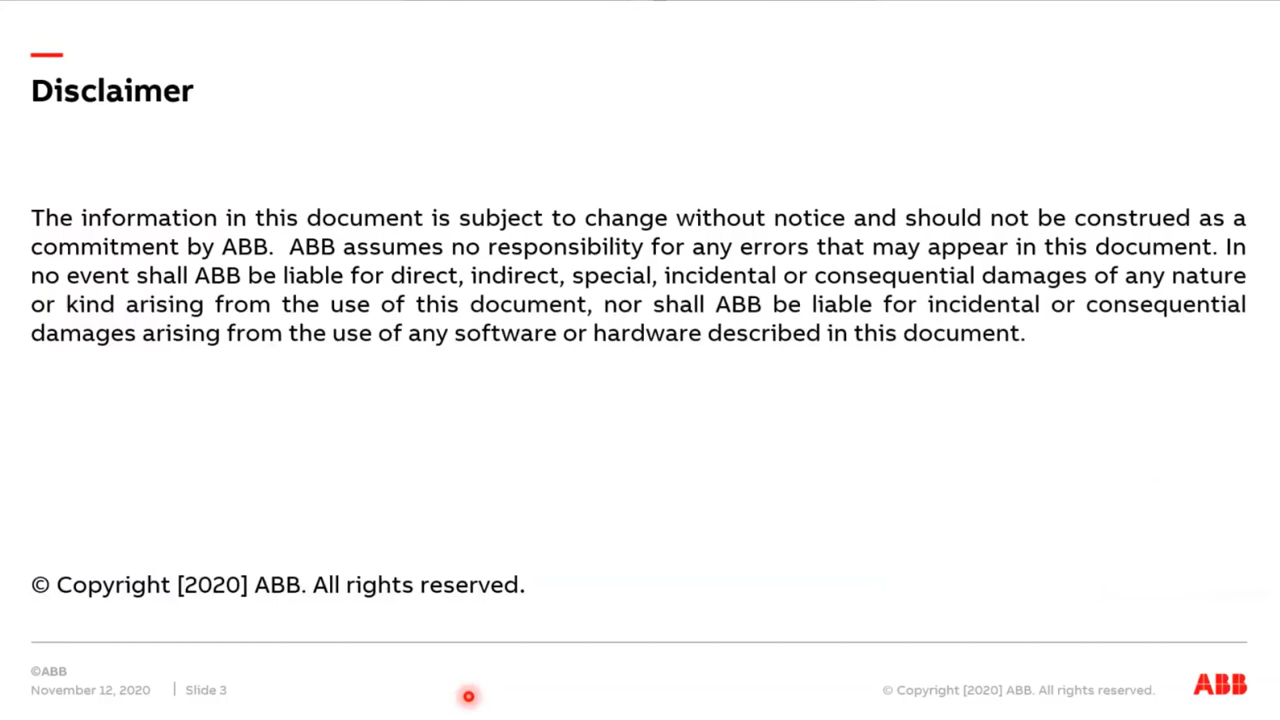 Disclaimer
The information in this document is subject to change without notice and should not be construed as a
commitment by ABB.  ABB assumes no responsibility for any errors that may appear in this document. In
no event shall ABB be liable for direct, indirect, special, incidental or consequential damages of any nature
or kind arising from the use of this document, nor shall ABB be liable for incidental or consequential
damages arising from the use of any software or hardware described in this document.
© Copyright [2020] ABB. All rights reserved.
©ABB
November 12, 2020 | Slide 3
© Copyright [2020] ABB. All rights reserved.
ABB